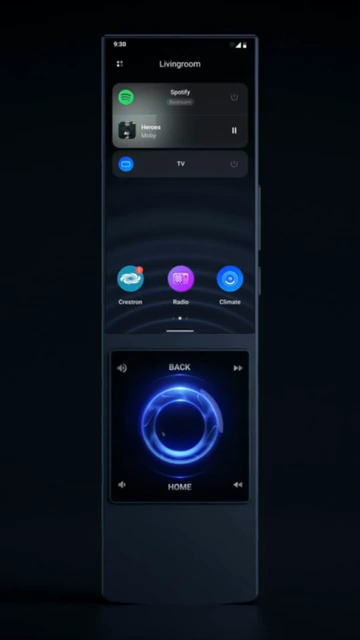 9:30
Livingroom
Spotify
Bedroom
Heroes
Moby
TV
Crestron
Radio
Climate
BACK
HOME